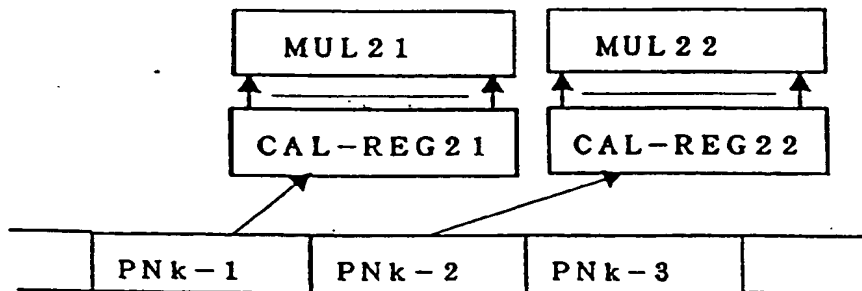 MUL21 MUL22
CAL-REG21 CAL-REG22
PNk-1 PNk-2 PNk-3